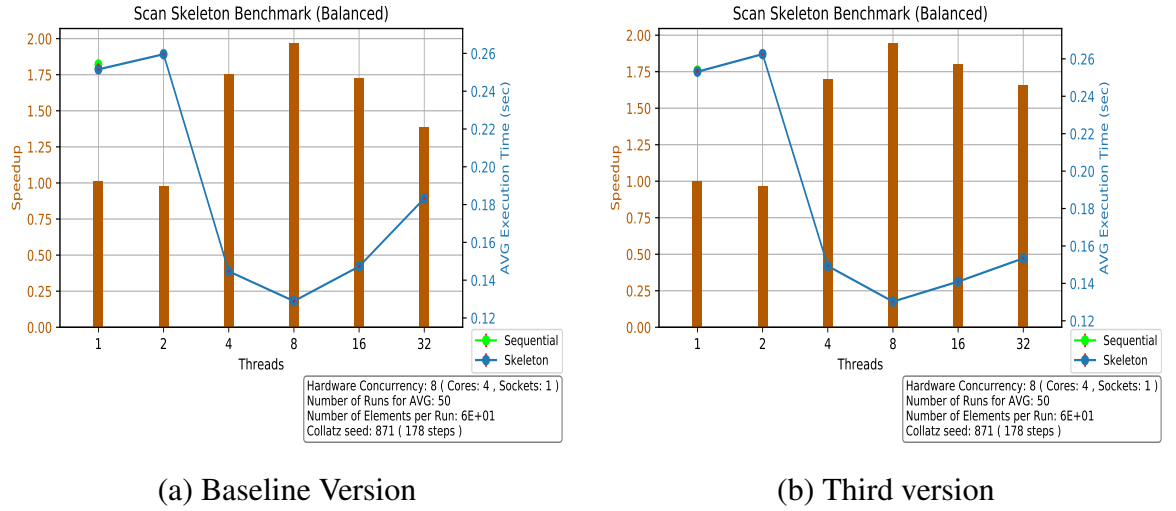 Scan Skeleton Benchmark (Balanced)
2.00
1.75
1.50
1.25
1.00
0.75
0.50
0.25
0.00
Speedup
0.26
0.24
0.22
0.20
0.18
0.16
0.14
0.12
AVG Execution Time (sec)
1 2 4 8 16 32
Threads
Sequential
Skeleton
Hardware Concurrency: 8 ( Cores: 4 , Sockets: 1 )
Number of Runs for AVG: 50
Number of Elements per Run: 6E+01
Collatz seed: 871 ( 178 steps )
(a) Baseline Version
Scan Skeleton Benchmark (Balanced)
2.00
1.75
1.50
1.25
1.00
0.75
0.50
0.25
0.00
Speedup
0.26
0.24
0.22
0.20
0.18
0.16
0.14
0.12
AVG Execution Time (sec)
1 2 4 8 16 32
Threads
Sequential
Skeleton
Hardware Concurrency: 8 ( Cores: 4 , Sockets: 1 )
Number of Runs for AVG: 50
Number of Elements per Run: 6E+01
Collatz seed: 871 ( 178 steps )
(b) Third version